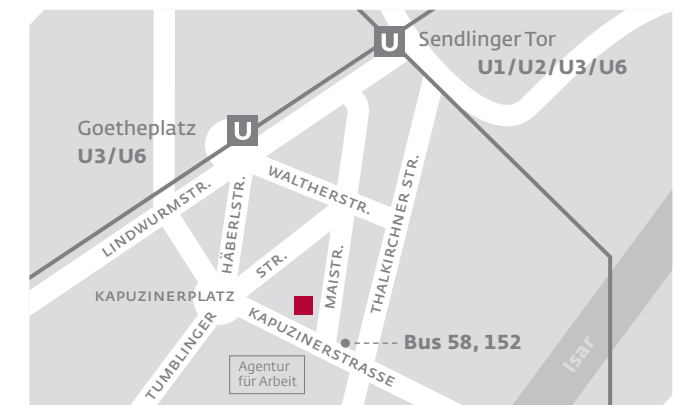 U
Sendlinger Tor
U1/U2/U3/U6
Goetheplatz
U
U3/U6
WALTHERSTR.
LINDWURMSTR.
HÄBERLSTR.
THALKIRCHNER STR.
STR.
MAISTR.
KAPUZINERPLATZ
TUMBLINGER
KAPUZINERSTRASSE
Bus 58, 152
Isar
Agentur
für Arbeit